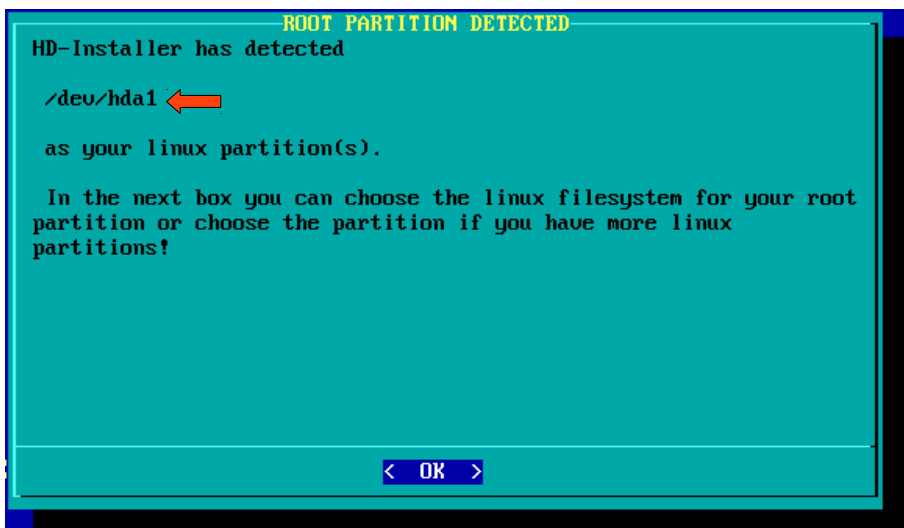 ROOT PARTITION DETECTED
HD-Installer has detected
/dev/hda1
as your linux partition(s).
In the next box you can choose the linux filesystem for your root
partition or choose the partition if you have more linux
partitions!
< OK >